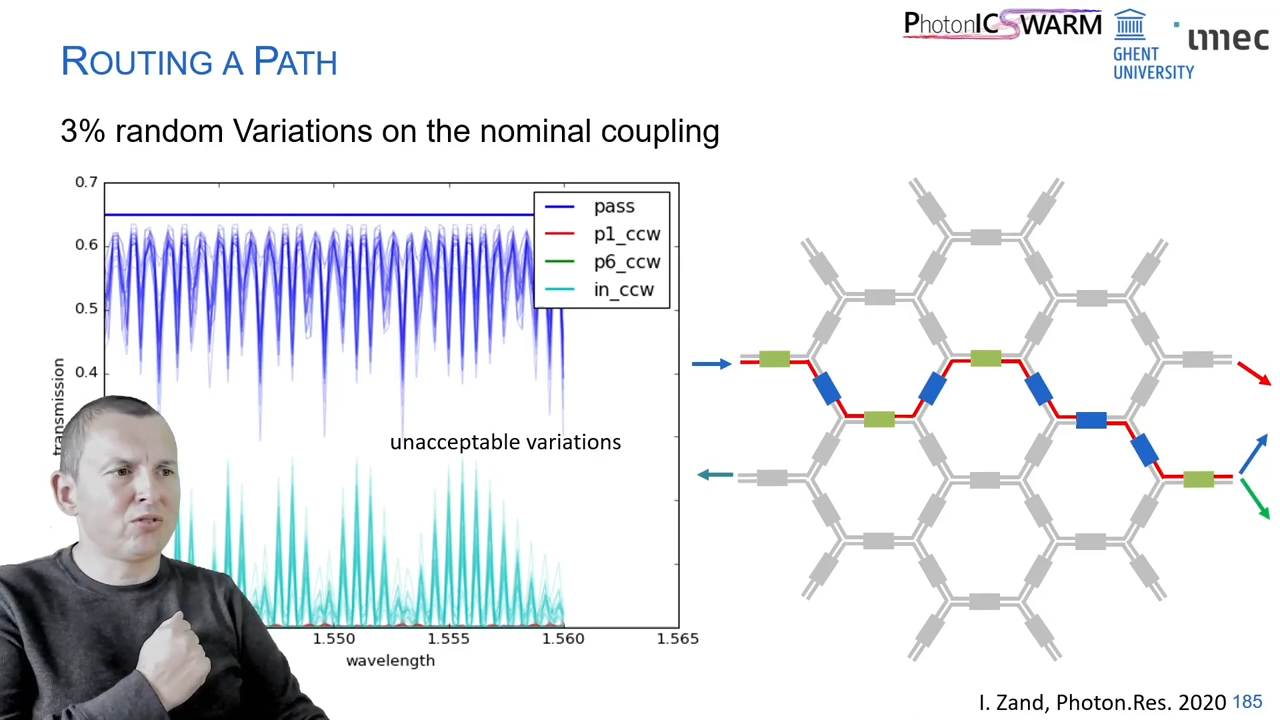 PHOTONICSWARM
GHENT
UNIVERSITY
imec
ROUTING A PATH
3% random Variations on the nominal coupling
0.7
0.6
0.5
0.4
transmission
pass
p1_ccw
p6_ccw
in_ccw
unacceptable variations
1.550
1.555
1.560
1.565
wavelength
I. Zand, Photon.Res. 2020
185